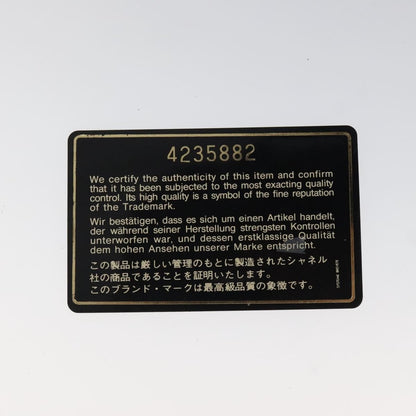 4235882
We certify the authenticity of this item and confirm
that it has been subjected to the most exacting quality
control. Its high quality is a symbol of the fine reputation
of the Trademark.
Wir bestätigen, dass es sich um einen Artikel handelt,
der während seiner Herstellung strengsten Kontrollen
unterworfen war, und dessen erstklassige Qualität
dem hohen Ansehen unserer Marke entspricht.
この製品は厳しい管理のもとに製造されたシャネル
社の商品であることを証明いたします。
このブランド・マークは最高級品質の象徴です。